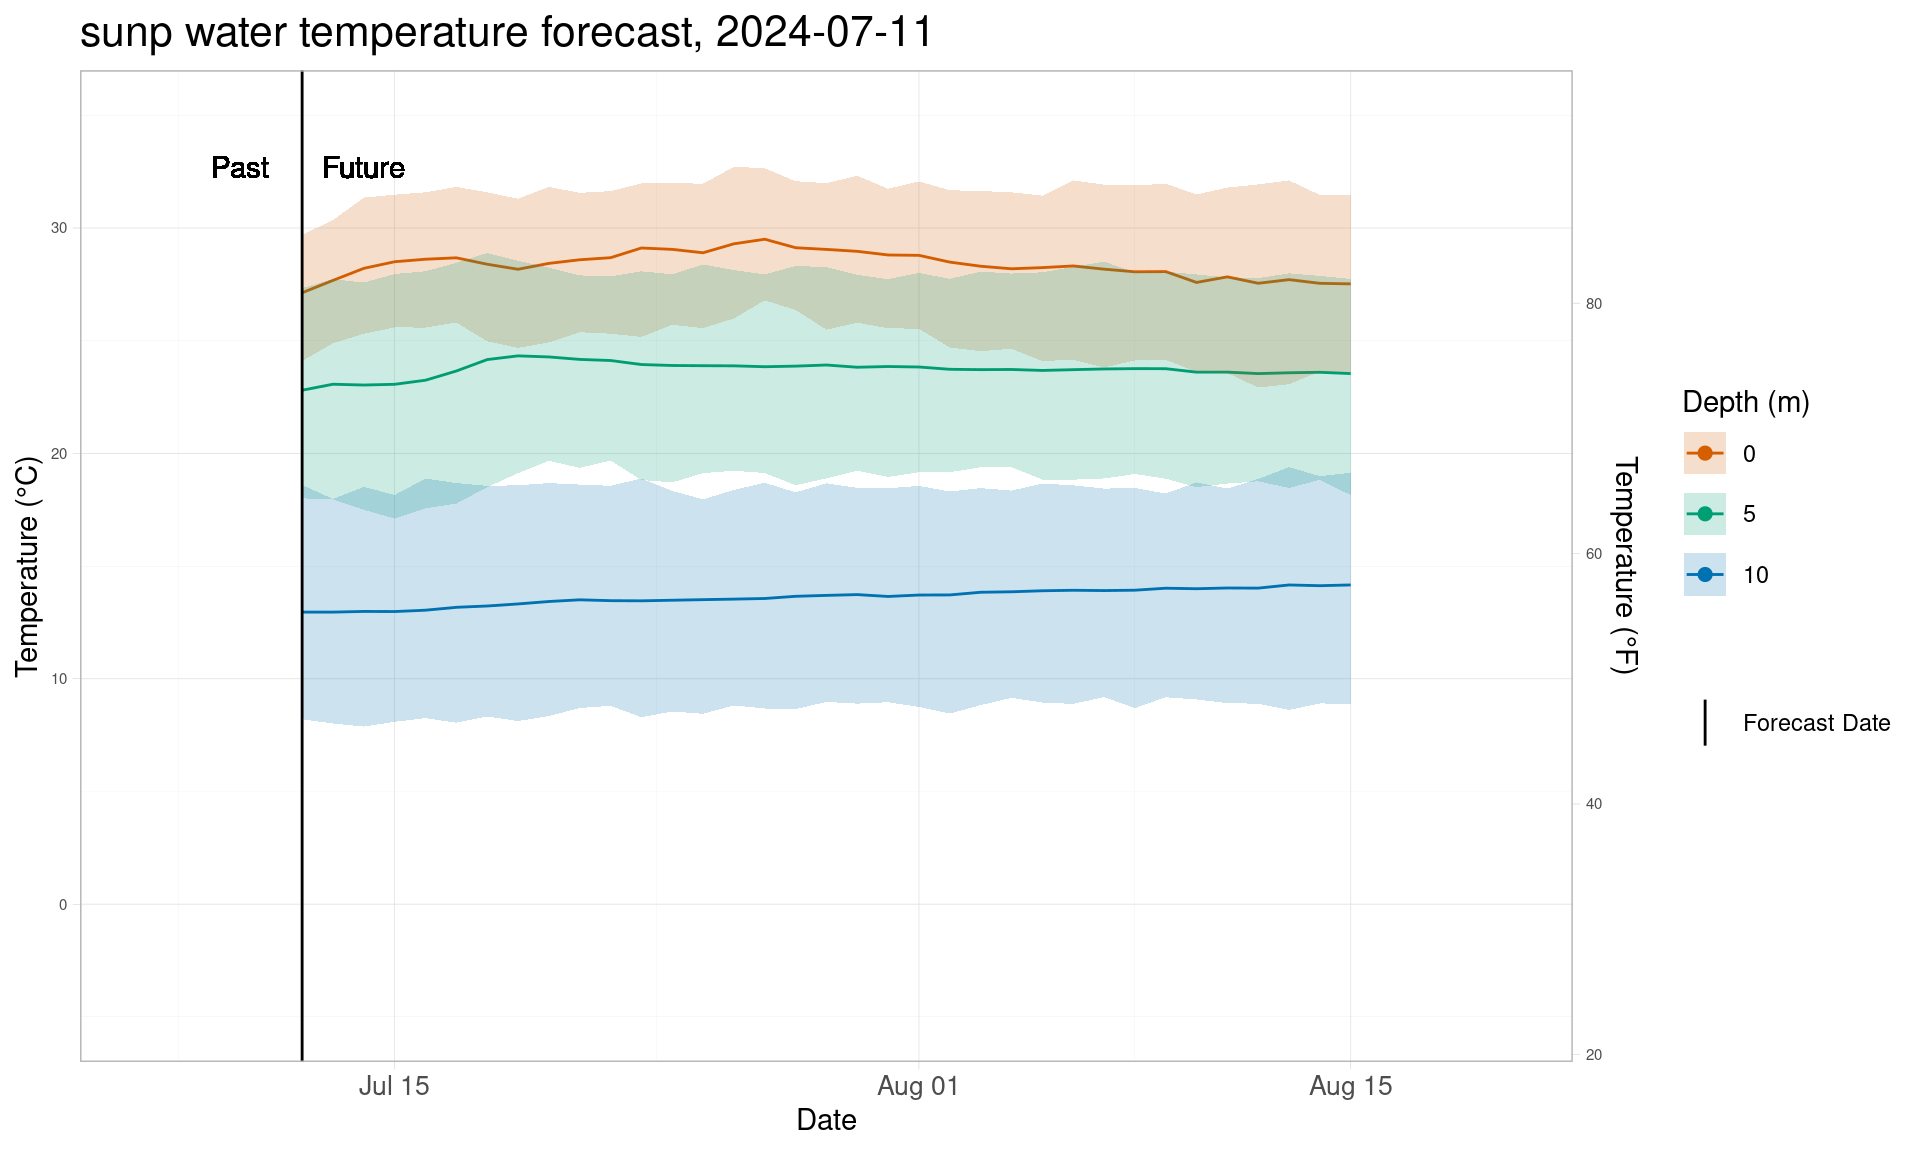 sunp water temperature forecast, 2024-07-11
Past
Future
30
20
10
0
Temperature (°C)
80
60
40
20
Temperature (°F)
Jul 15
Aug 01
Aug 15
Date
Depth (m)
0
5
10
Forecast Date